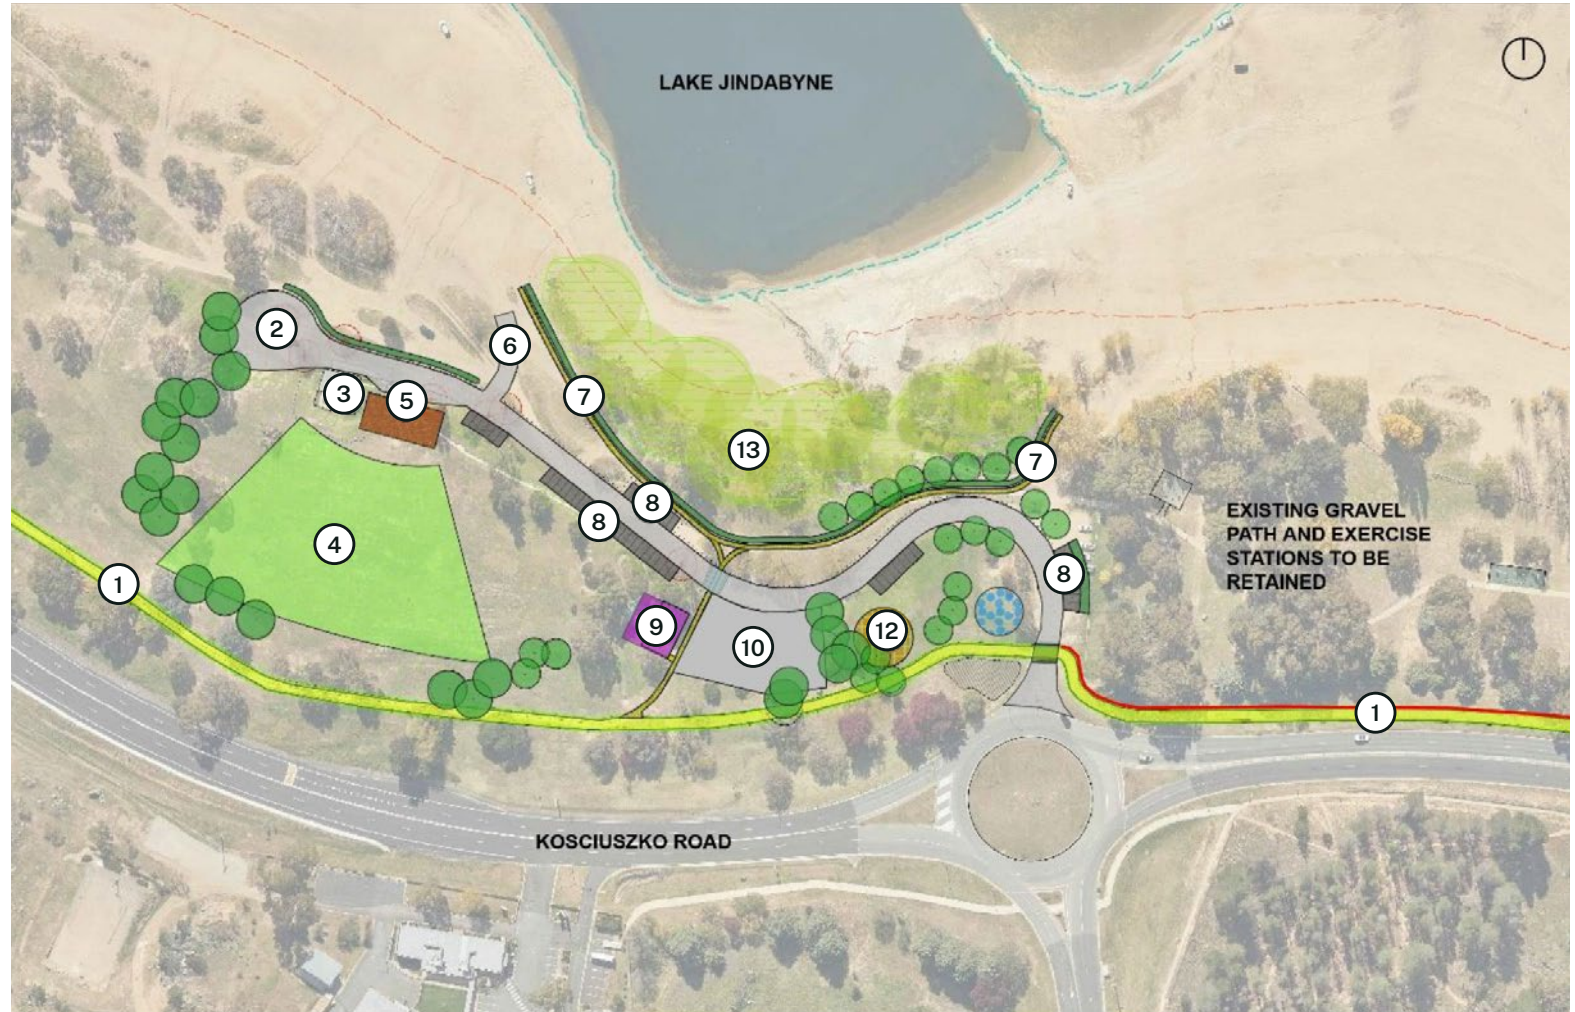 LAKE JINDABYNE
2
6
3
5
7
13
7
8
8
4
8
1
9
12
10
EXISTING GRAVEL
PATH AND EXERCISE
STATIONS TO BE
RETAINED
1
KOSCIUSZKO ROAD